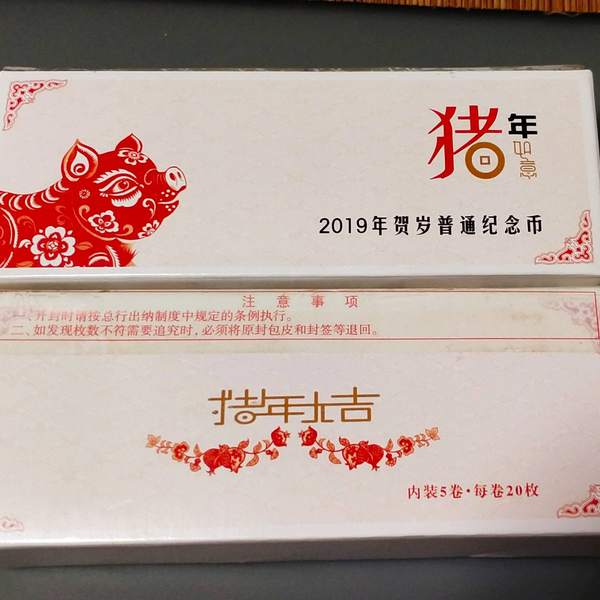 猪年
2019年贺岁普通纪念币
注意事项
一、开封时请按总行出纳制度中规定的条例执行。
二、如发现枚数不符需要追究时,必须将原封包皮和封签等退回。
猪年大吉
内装5卷·每卷20枚